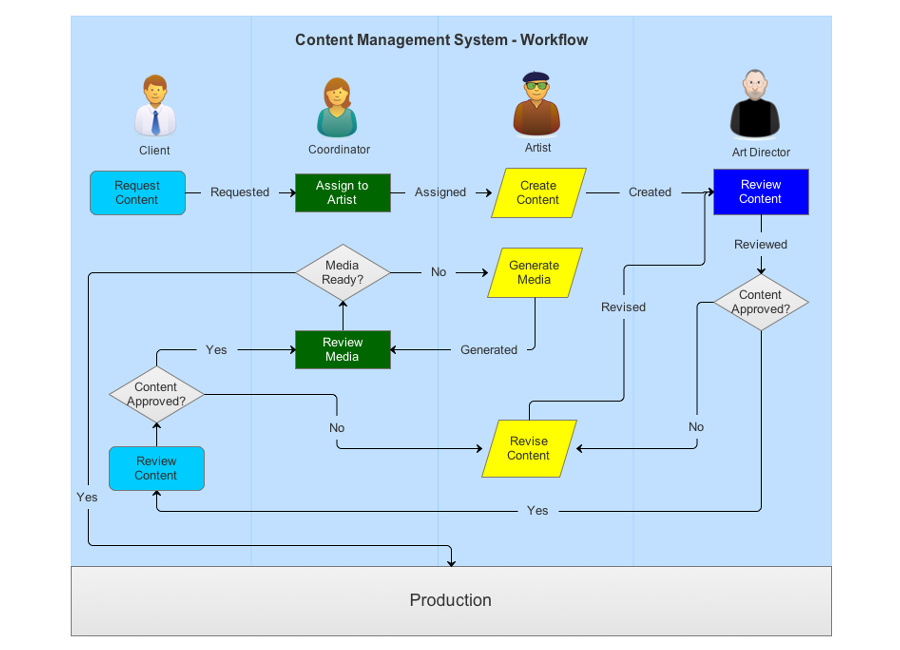 Content Management System - Workflow
Client
Coordinator
Artist
Art Director
Request
Content
Requested
Assign to
Artist
Assigned
Create
Content
Created
Review
Content
Reviewed
Media
Ready?
No
Generate
Media
Content
Approved?
Revised
Review
Media
Generated
Yes
Content
Approved?
No
No
Revise
Content
Review
Content
Yes
Yes
Production